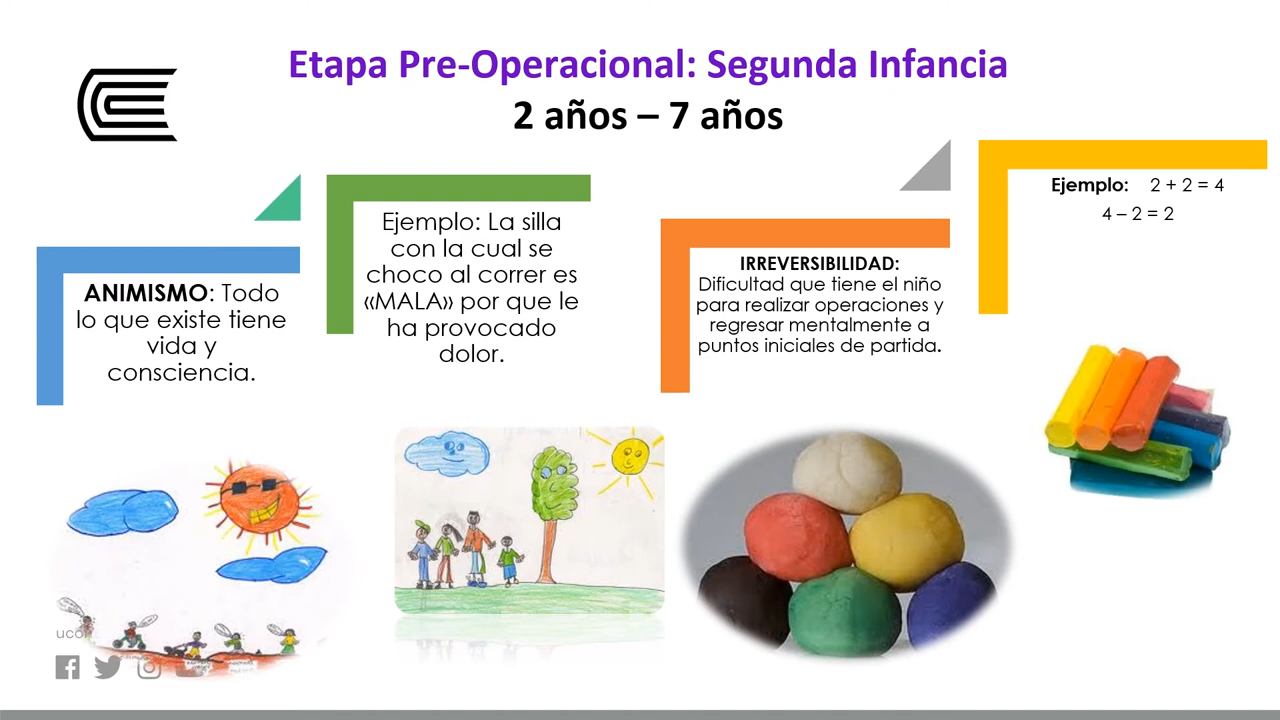 Etapa Pre-Operacional: Segunda Infancia
2 años – 7 años
ANIMISMO: Todo
lo que existe tiene
vida y
consciencia.
Ejemplo: La silla
con la cual se
choco al correr es
«MALA» por que le
ha provocado
dolor.
IRREVERSIBILIDAD:
Dificultad que tiene el niño
para realizar operaciones y
regresar mentalmente a
puntos iniciales de partida.
Ejemplo: 2 + 2 = 4
4 – 2 = 2